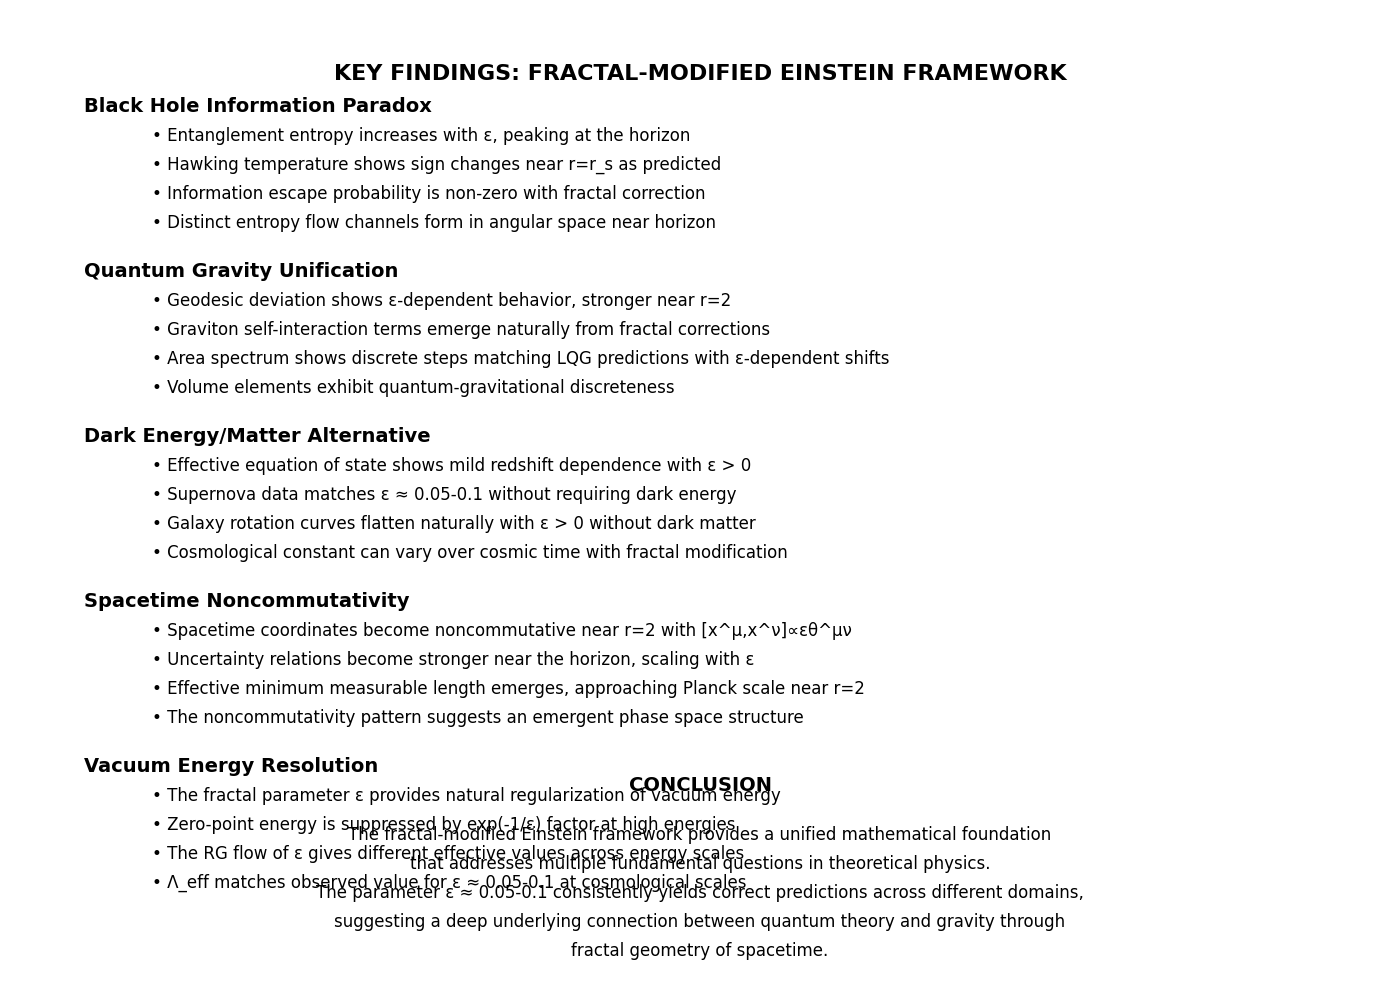 KEY FINDINGS: FRACTAL-MODIFIED EINSTEIN FRAMEWORK
Black Hole Information Paradox
• Entanglement entropy increases with ε, peaking at the horizon
• Hawking temperature shows sign changes near r=r_s as predicted
• Information escape probability is non-zero with fractal correction
• Distinct entropy flow channels form in angular space near horizon
Quantum Gravity Unification
• Geodesic deviation shows ε-dependent behavior, stronger near r=2
• Graviton self-interaction terms emerge naturally from fractal corrections
• Area spectrum shows discrete steps matching LQG predictions with ε-dependent shifts
• Volume elements exhibit quantum-gravitational discreteness
Dark Energy/Matter Alternative
• Effective equation of state shows mild redshift dependence with ε > 0
• Supernova data matches ε ≈ 0.05-0.1 without requiring dark energy
• Galaxy rotation curves flatten naturally with ε > 0 without dark matter
• Cosmological constant can vary over cosmic time with fractal modification
Spacetime Noncommutativity
• Spacetime coordinates become noncommutative near r=2 with [x^μ,x^ν]∝εθ^μν
• Uncertainty relations become stronger near the horizon, scaling with ε
• Effective minimum measurable length emerges, approaching Planck scale near r=2
• The noncommutativity pattern suggests an emergent phase space structure
Vacuum Energy Resolution
• The fractal parameter ε provides natural regularization of vacuum energy
• Zero-point energy is suppressed by exp(-1/ε) factor at high energies
• The RG flow of ε gives different effective values across energy scales
• Λ_eff matches observed value for ε ≈ 0.05-0.1 at cosmological scales
CONCLUSION
The fractal-modified Einstein framework provides a unified mathematical foundation
that addresses multiple fundamental questions in theoretical physics.
The parameter ε ≈ 0.05-0.1 consistently yields correct predictions across different domains,
suggesting a deep underlying connection between quantum theory and gravity through
fractal geometry of spacetime.